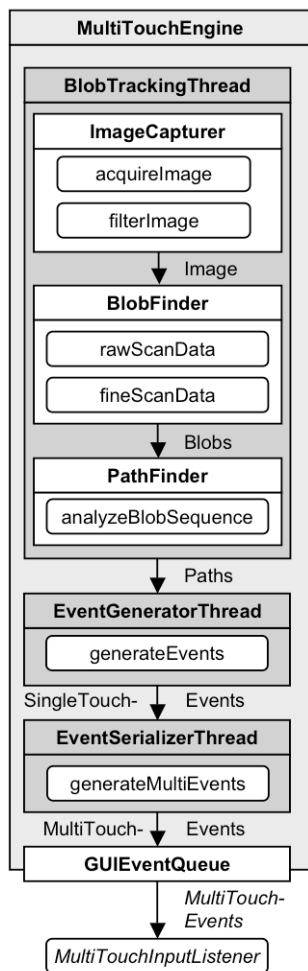 MultiTouchEngine
BlobTrackingThread
ImageCapturer
acquireImage
filterImage
Image
BlobFinder
rawScanData
fineScanData
Blobs
PathFinder
analyzeBlobSequence
Paths
EventGeneratorThread
generateEvents
SingleTouch- Events
EventSerializerThread
generateMultiEvents
MultiTouch- Events
GUIEventQueue
MultiTouch-
Events
MultiTouchInputListener